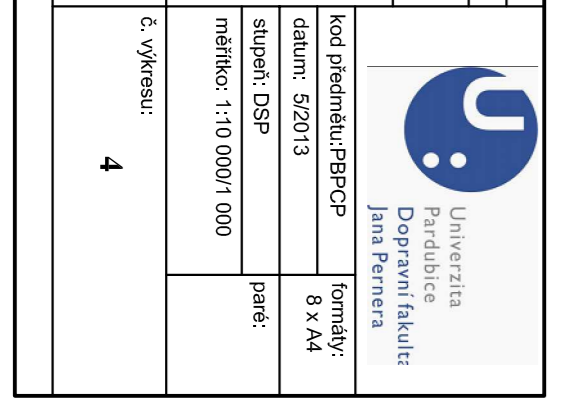 Univerzita
Pardubice
Dopravní fakulta
Jana Pernera
kod předmětu:PBPCP
formáty:
datum: 5/2013
8 x A4
stupeň: DSP
paré:
měřítko: 1:10 000/1 000
č. výkresu:
4